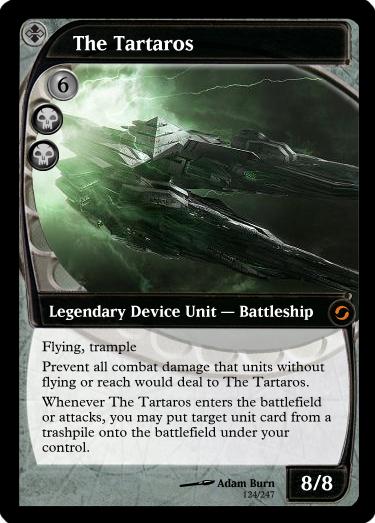 The Tartaros
6
Legendary Device Unit — Battleship
Flying, trample
Prevent all combat damage that units without
flying or reach would deal to The Tartaros.
Whenever The Tartaros enters the battlefield
or attacks, you may put target unit card from a
trashpile onto the battlefield under your
control.
Adam Burn
124/247
8/8